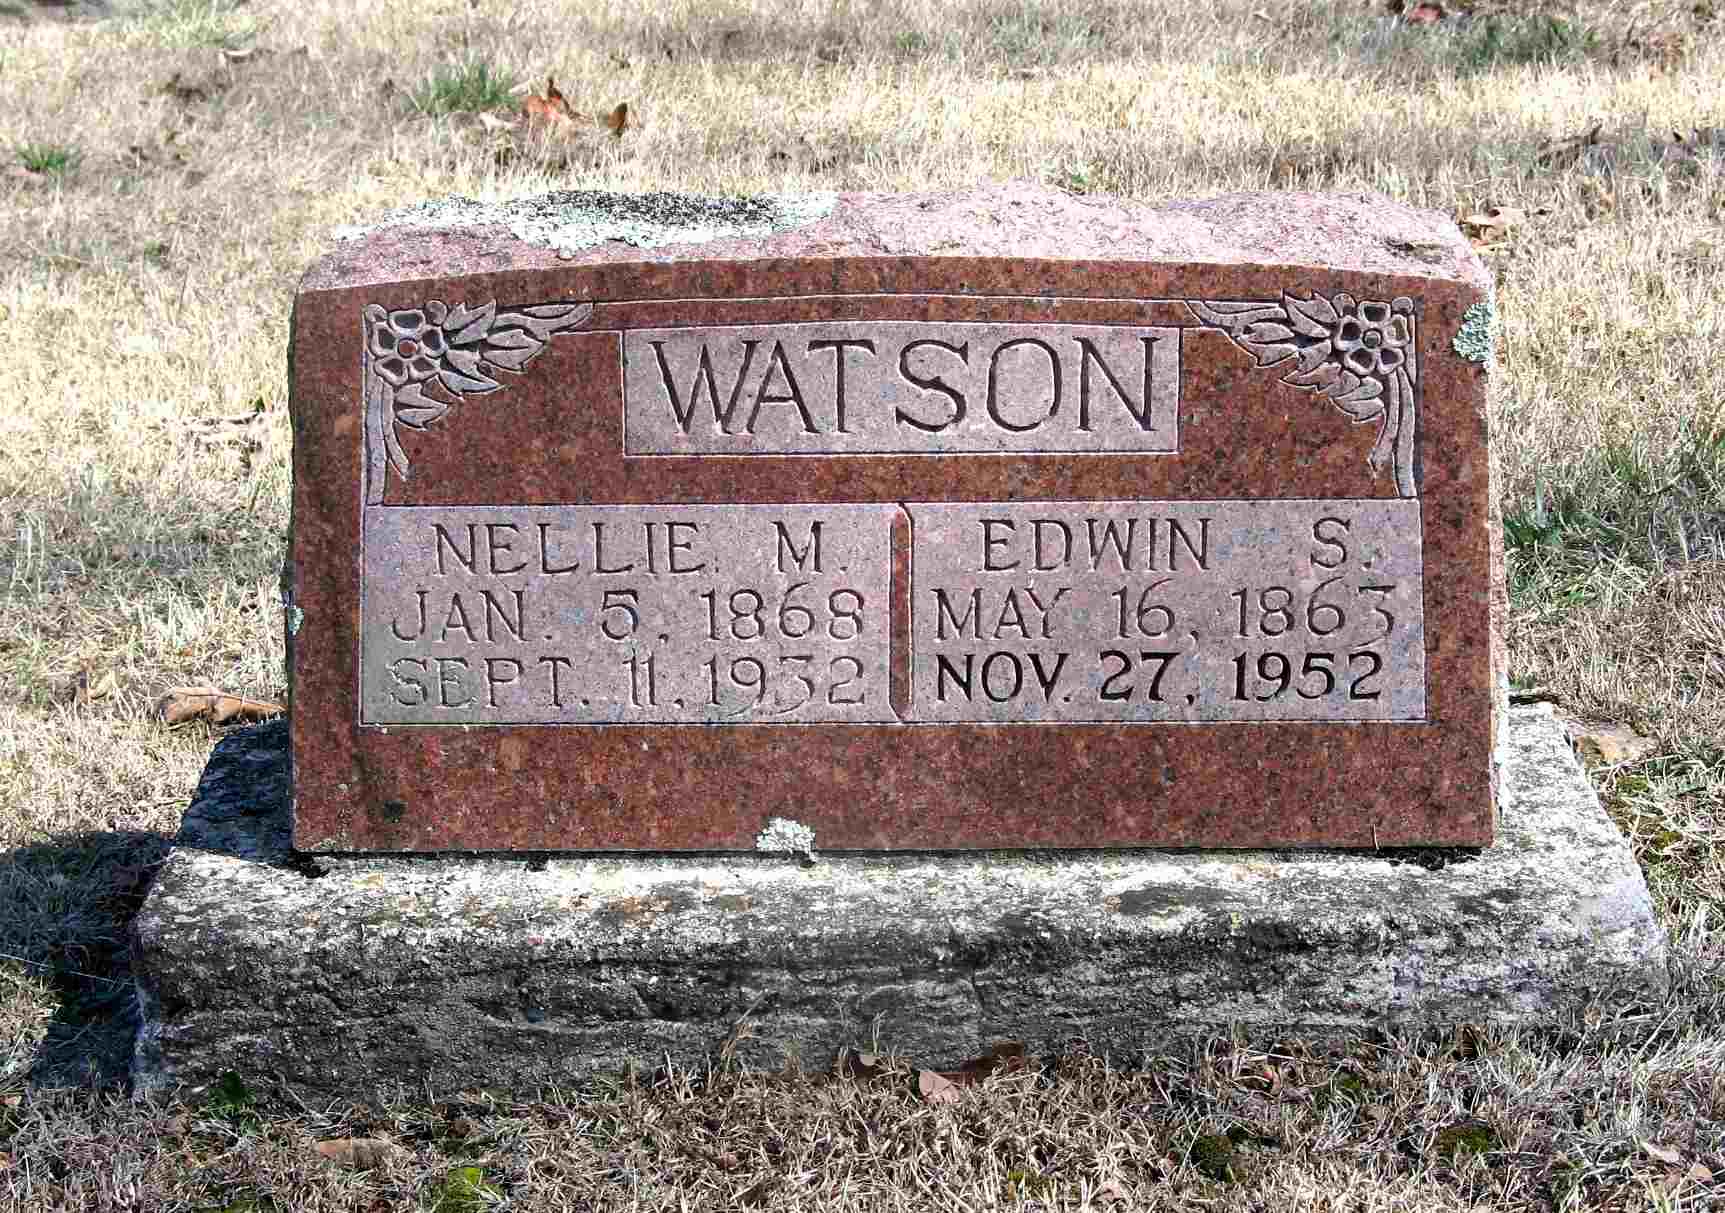 WATSON
NELLIE M.
JAN. 5, 1868
SEPT. 11, 1932
EDWIN S.
MAY 16, 1863
NOV. 27, 1952